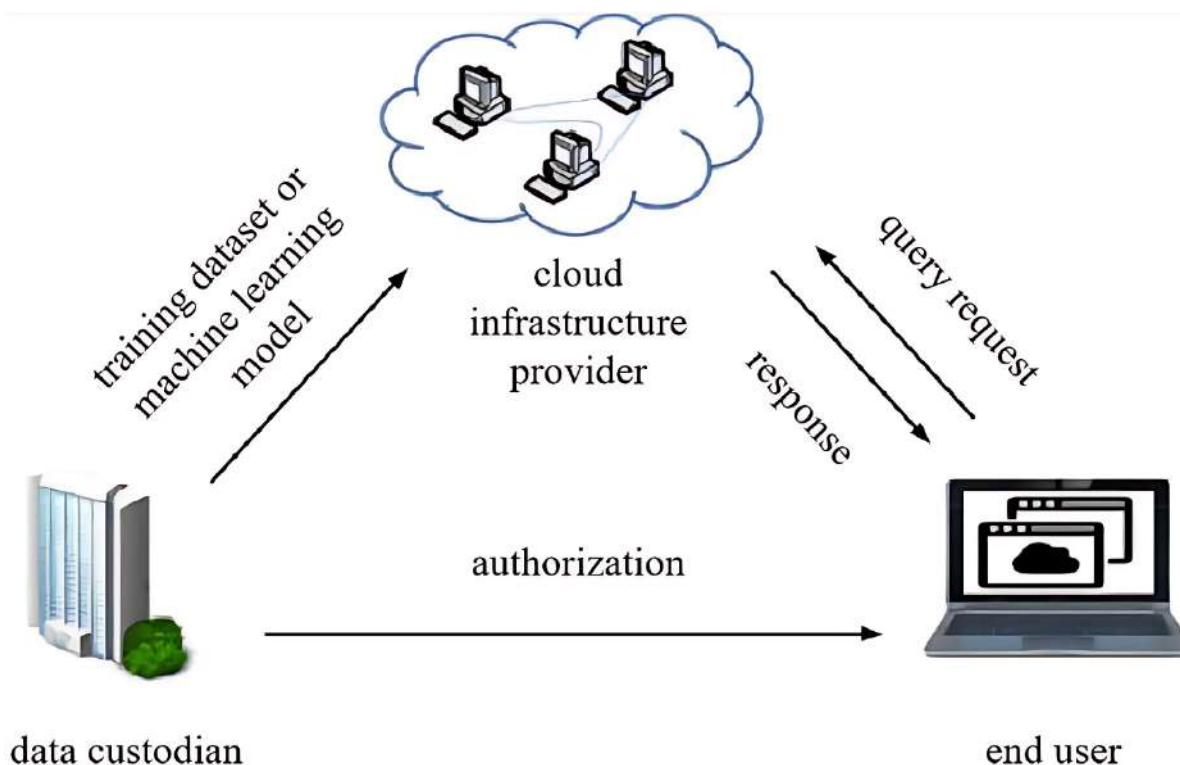 training dataset or
machine learning
model
cloud
infrastructure
provider
query request
response
authorization
data custodian
end user